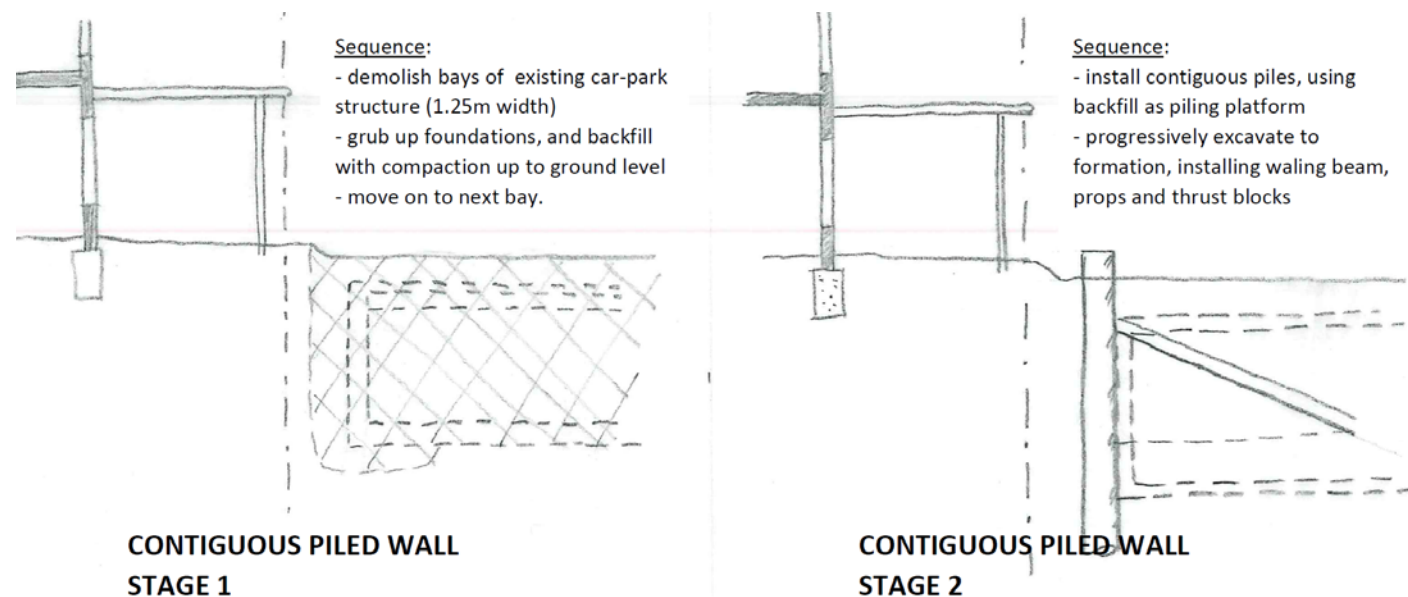 Sequence:
- demolish bays of existing car-park
structure (1.25m width)
- grub up foundations, and backfill
with compaction up to ground level
- move on to next bay.
CONTIGUOUS PILED WALL
STAGE 1
Sequence:
- install contiguous piles, using
backfill as piling platform
- progressively excavate to
formation, installing waling beam,
props and thrust blocks
CONTIGUOUS PILED WALL
STAGE 2